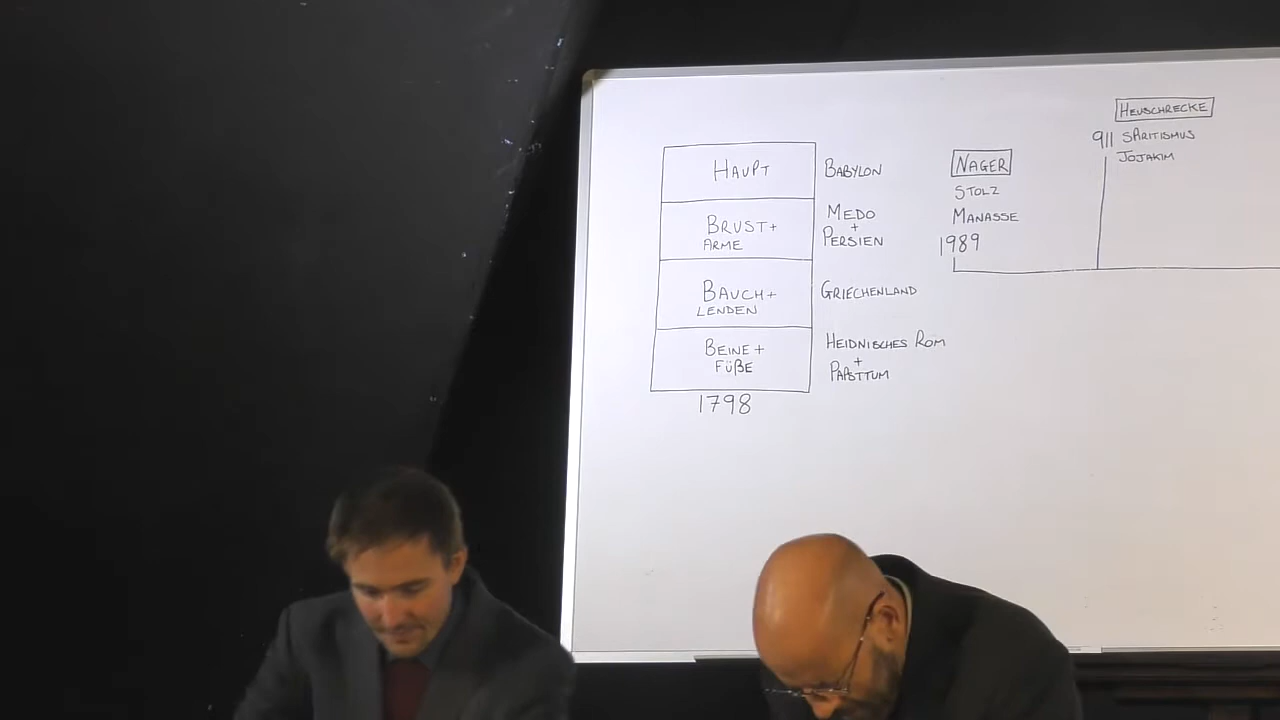 HAUPT
BABYLON
BRUST+
ARME
MEDO
+
PERSIEN
BAUCH+
LENDEN
GRIECHENLAND
BEINE+
FÜßE
HEIDNISCHES ROM
+
PAPSTTUM
1798
NAGER
STOLZ
MANASSE
1989
HEUSCHRECKE
911 SPIRITISMUS
JOJAKIM